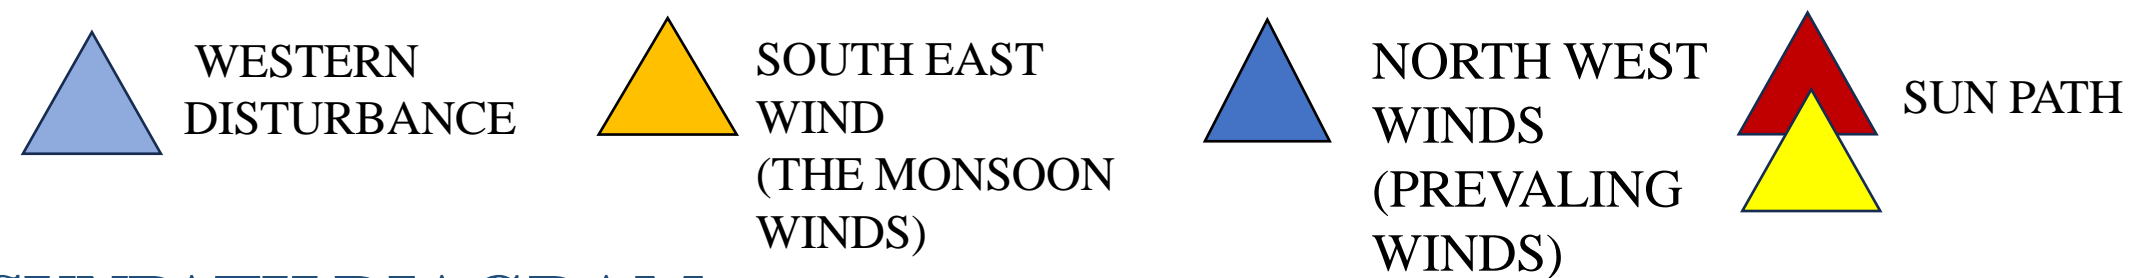 WESTERN
DISTURBANCE
SOUTH EAST
WIND
(THE MONSOON
WINDS)
NORTH WEST
WINDS
(PREVALING
WINDS)
SUN PATH